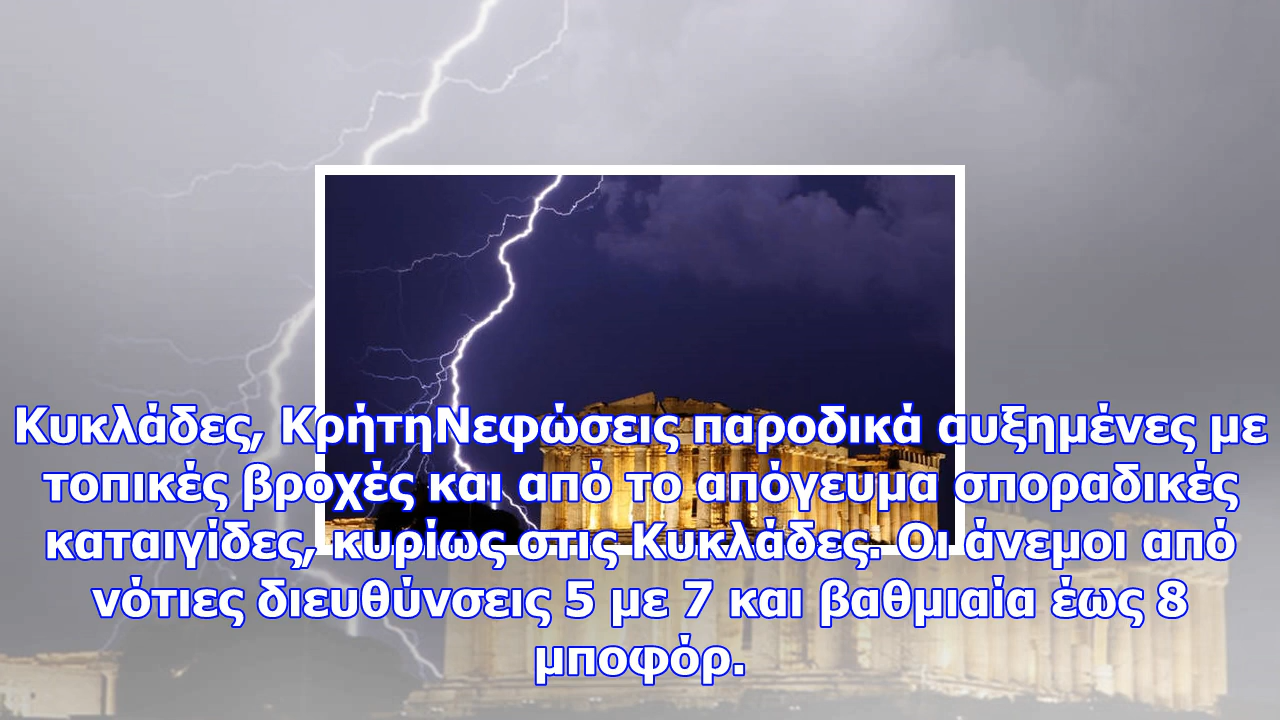 Κυκλάδες, ΚρήτηΝεφώσεις παροδικά αυξημένες με
τοπικές βροχές και από το απόγευμα σποραδικές
καταιγίδες, κυρίως στις Κυκλάδες. Οι άνεμοι από
νότιες διευθύνσεις 5 με 7 και βαθμιαία έως 8
μποφόρ.